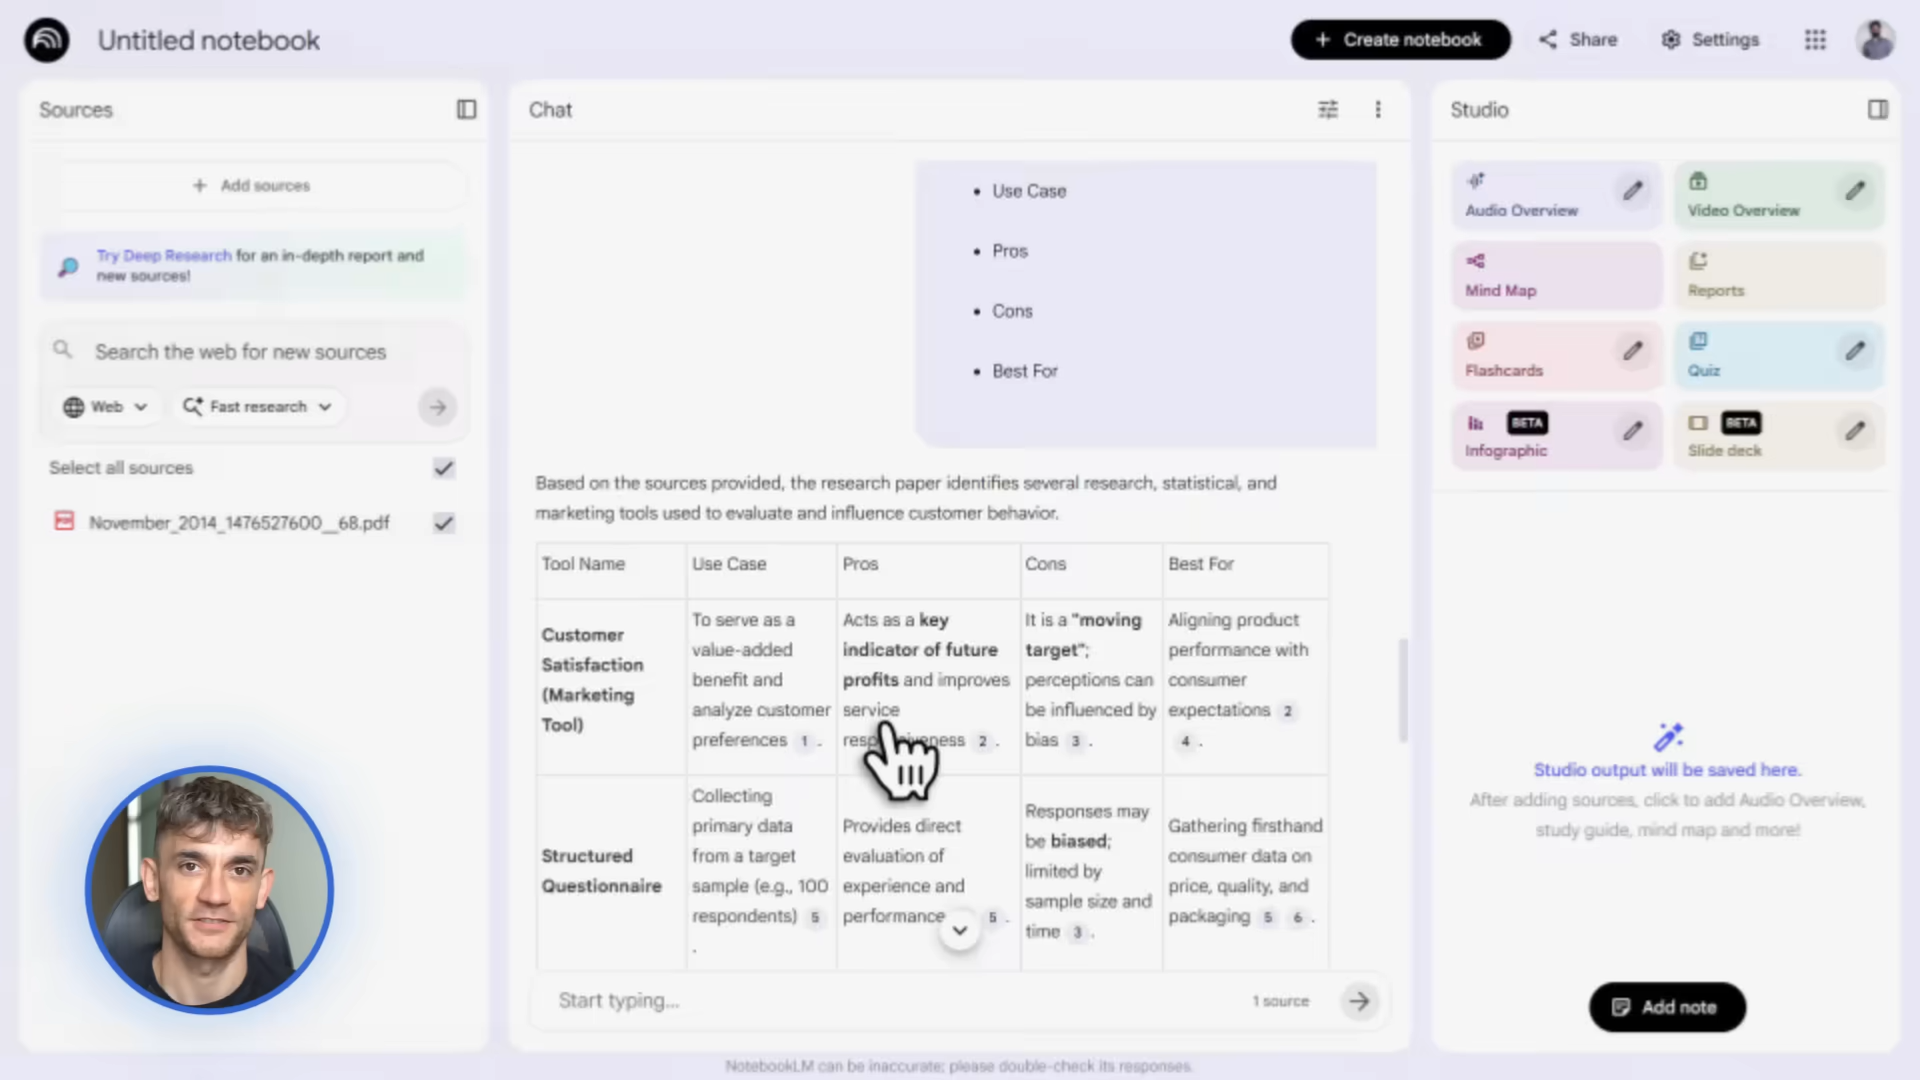 Untitled notebook
+ Create notebook
Share
Settings
Sources
+ Add sources
Try Deep Research for an in-depth report and
new sources!
Search the web for new sources
Web
Fast research
Select all sources
PDF
November_2014_1476527600__68.pdf
Chat
• Use Case
• Pros
• Cons
• Best For
Based on the sources provided, the research paper identifies several research, statistical, and
marketing tools used to evaluate and influence customer behavior.
Tool Name
Use Case
Pros
Cons
Best For
Customer
Satisfaction
(Marketing
Tool)
To serve as a
value-added
benefit and
analyze customer
preferences 1 .
Acts as a key
indicator of future
profits and improves
service
responsiveness 2 .
It is a "moving
target";
perceptions can
be influenced by
bias 3 .
Aligning product
performance with
consumer
expectations 2
4 .
Structured
Questionnaire
Collecting
primary data
from a target
sample (e.g., 100
respondents) 5
.
Provides direct
evaluation of
experience and
performance 5 .
Responses may
be biased;
limited by
sample size and
time 3 .
Gathering firsthand
consumer data on
price, quality, and
packaging 5 6 .
Start typing...
1 source
Studio
Audio Overview
Video Overview
Mind Map
Reports
Flashcards
Quiz
BETA
Infographic
BETA
Slide deck
Studio output will be saved here.
After adding sources, click to add Audio Overview,
study guide, mind map and more!
Add note
NotebookLM can be inaccurate; please double-check its responses.